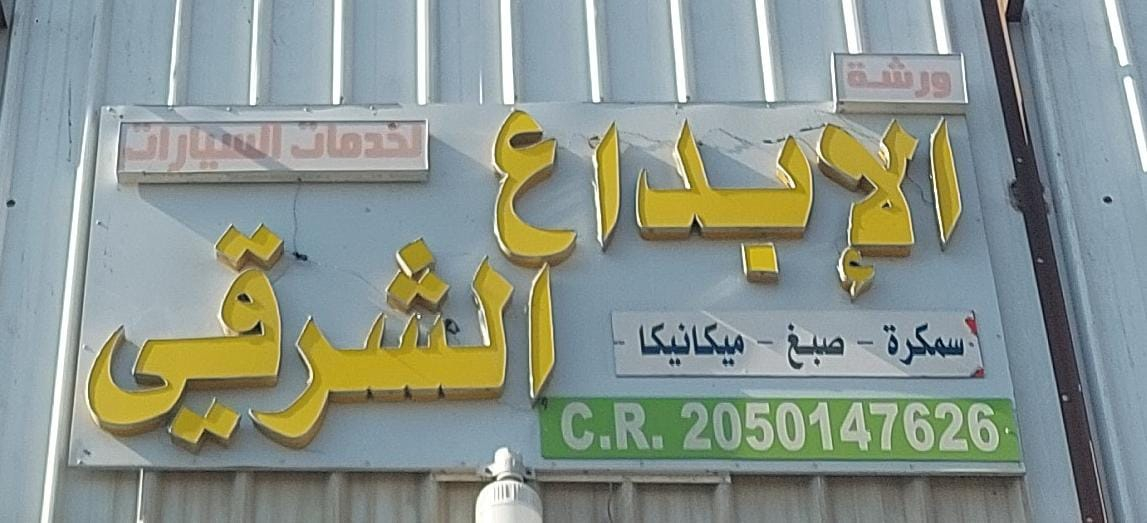 ورشة
الإبداع
الشرقي
لخدمات السيارات
سمكرة - صبغ - ميكانيكا -
C.R. 2050147626